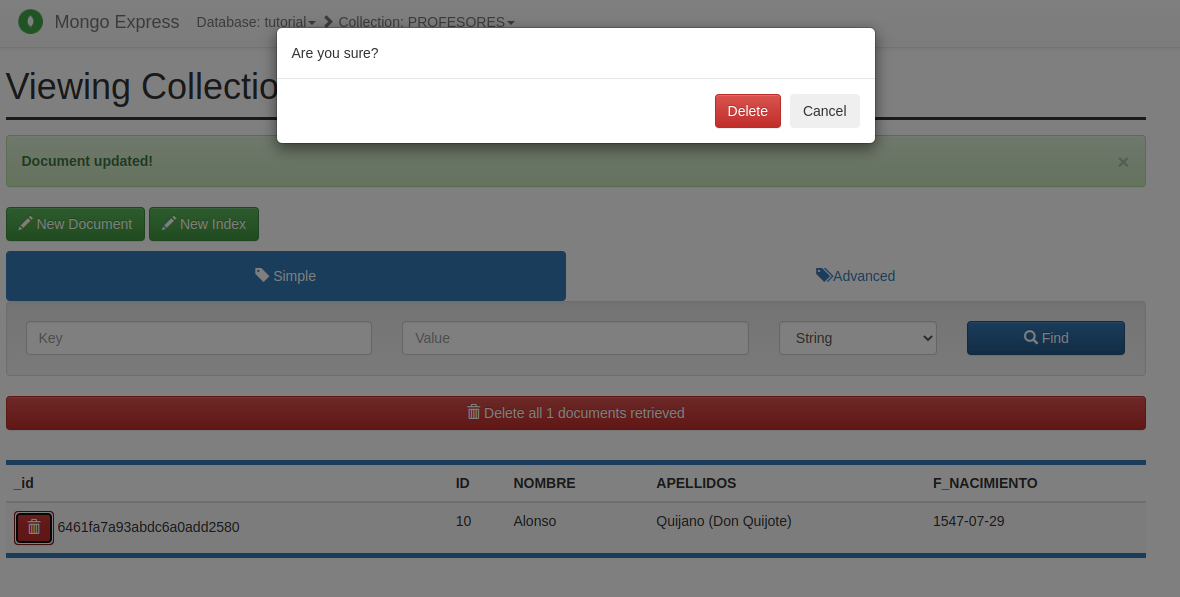 Mongo Express Database: tutorial Collection: PROFESORES
Are you sure?
Delete Cancel
Viewing Collectio
Document updated! ×
New Document New Index
Simple Advanced
Key Value String Find
Delete all 1 documents retrieved
_id ID NOMBRE APELLIDOS F_NACIMIENTO
6461fa7a93abdc6a0add2580 10 Alonso Quijano (Don Quijote) 1547-07-29